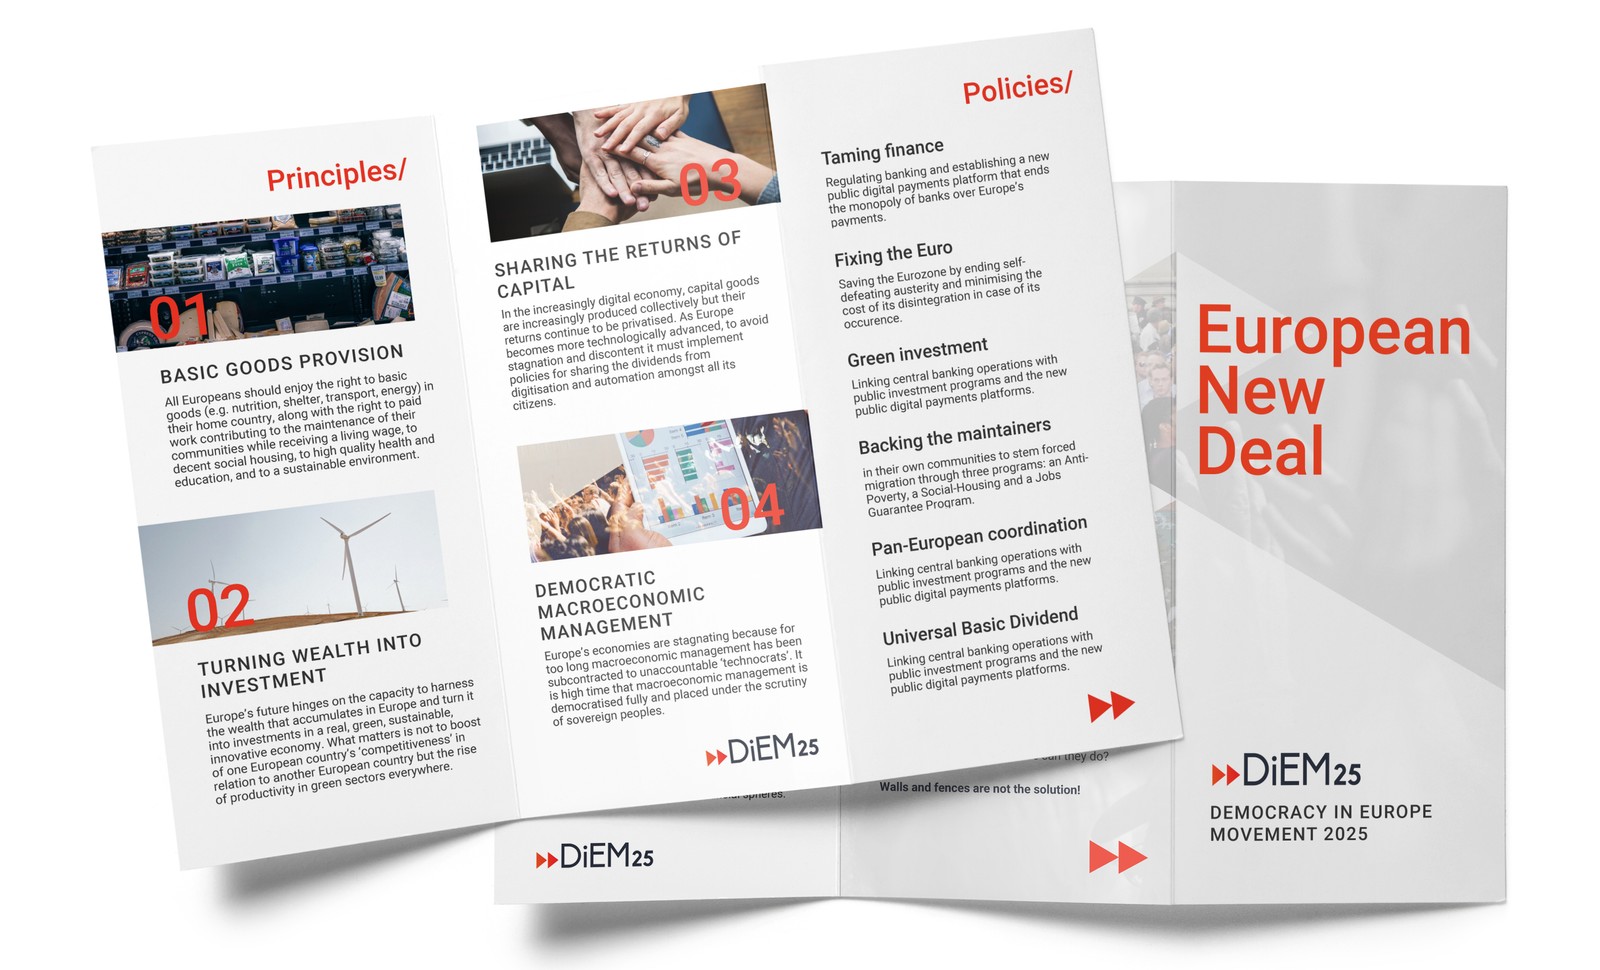 Principles/
01
BASIC GOODS PROVISION
All Europeans should enjoy the right to basic
goods (e.g. nutrition, shelter, transport, energy) in
their home country, along with the right to paid
work contributing to the maintenance of their
communities while receiving a living wage, to
decent social housing, to high quality health and
education, and to a sustainable environment.
02
TURNING WEALTH INTO
INVESTMENT
Europe's future hinges on the capacity to harness
the wealth that accumulates in Europe and turn it
into investments in a real, green, sustainable,
innovative economy. What matters is not to boost
of one European country's 'competitiveness' in
relation to another European country but the rise
of productivity in green sectors everywhere.
03
SHARING THE RETURNS OF
CAPITAL
In the increasingly digital economy, capital goods
are increasingly produced collectively but their
returns continue to be privatised. As Europe
becomes more technologically advanced, to avoid
stagnation and discontent it must implement
policies for sharing the dividends from
digitisation and automation amongst all its
citizens.
04
DEMOCRATIC
MACROECONOMIC
MANAGEMENT
Europe's economies are stagnating because for
too long macroeconomic management has been
subcontracted to unaccountable 'technocrats'. It
is high time that macroeconomic management is
democratised fully and placed under the scrutiny
of sovereign peoples.
DiEM25
Policies/
Taming finance
Regulating banking and establishing a new
public digital payments platform that ends
the monopoly of banks over Europe's
payments.
Fixing the Euro
Saving the Eurozone by ending self-
defeating austerity and minimising the
cost of its disintegration in case of its
occurence.
Green investment
Linking central banking operations with
public investment programs and the new
public digital payments platforms.
Backing the maintainers
in their own communities to stem forced
migration through three programs: an Anti-
Poverty, a Social-Housing and a Jobs
Guarantee Program.
Pan-European coordination
Linking central banking operations with
public investment programs and the new
public digital payments platforms.
Universal Basic Dividend
Linking central banking operations with
public investment programs and the new
public digital payments platforms.
spheres.
DiEM25
they do?
Walls and fences are not the solution!
European
New
Deal
DiEM25
DEMOCRACY IN EUROPE
MOVEMENT 2025